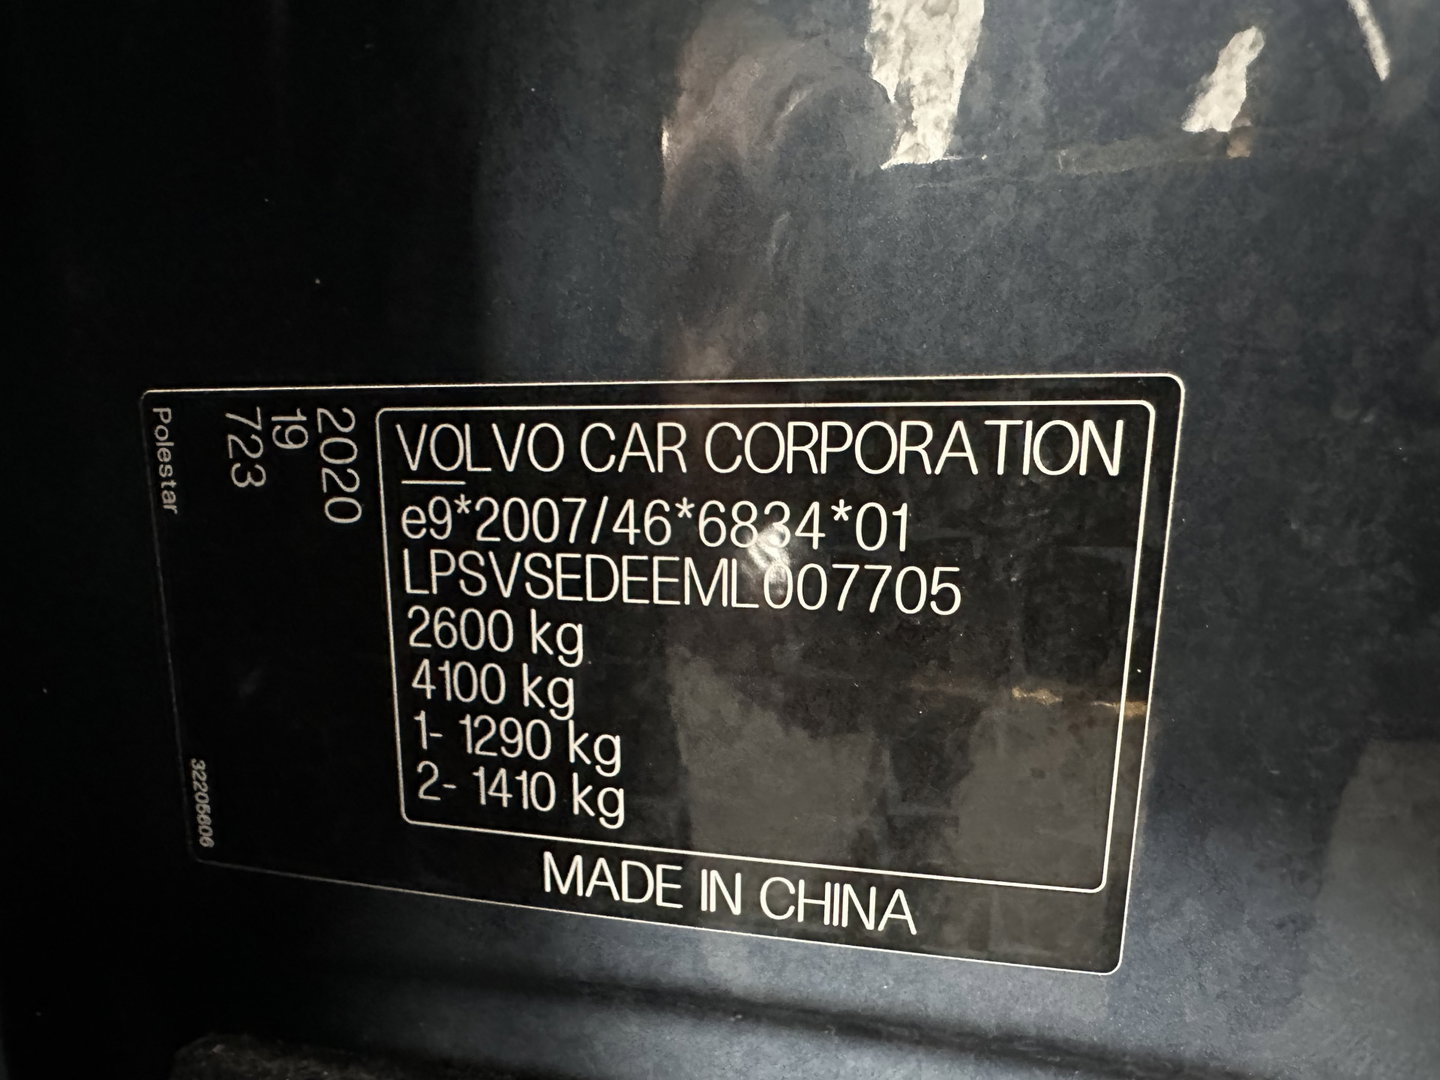 VOLVO CAR CORPORATION
e9*2007/46*6834*01
LPSVSEDEEML007705
2600 kg
4100 kg
1- 1290 kg
2- 1410 kg
MADE IN CHINA
2020
19
723
Polestar
32205606